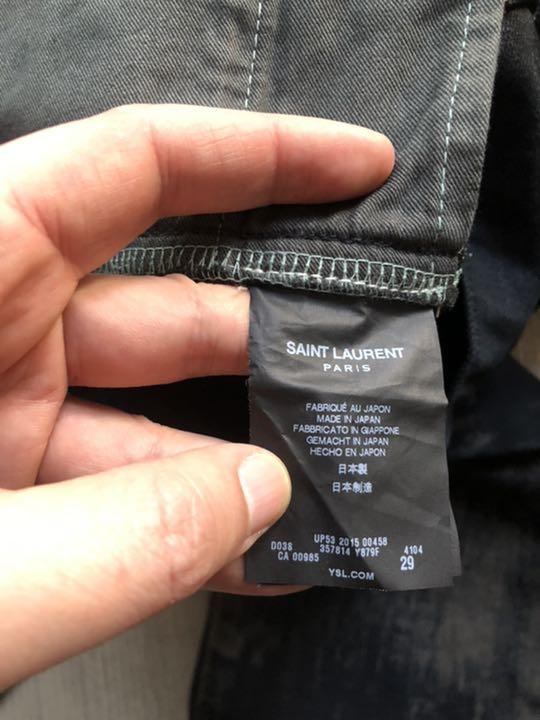 SAINT LAURENT
PARIS
FABRIQUÉ AU JAPON
MADE IN JAPAN
FABBRICATO IN GIAPPONE
GEMACHT IN JAPAN
HECHO EN JAPON
日本製
日本制造
UP53 2015 00458
D03S 357814 Y879F 4104
CA 00985 29
YSL.COM